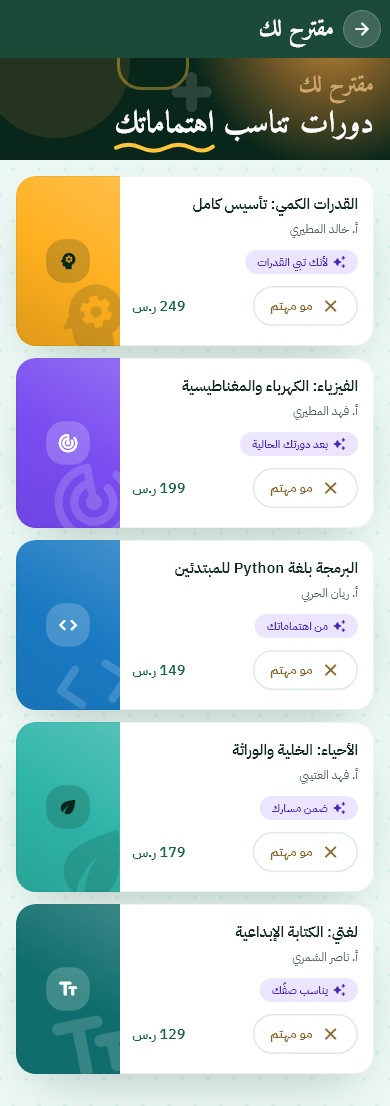 مقترح لك
مقترح لك
دورات تناسب اهتماماتك
القدرات الكمي: تأسيس كامل
أ. خالد المطيري
لأنك تبي القدرات
مو مهتم
249 ر.س
الفيزياء: الكهرباء والمغناطيسية
أ. فهد المطيري
بعد دورتك الحالية
مو مهتم
199 ر.س
البرمجة بلغة Python للمبتدئين
أ. ريان الحربي
من اهتماماتك
مو مهتم
149 ر.س
الأحياء: الخلية والوراثة
أ. فهد العتيبي
ضمن مسارك
مو مهتم
179 ر.س
لغتي: الكتابة الإبداعية
أ. ناصر الشمري
يناسب صفّك
مو مهتم
129 ر.س